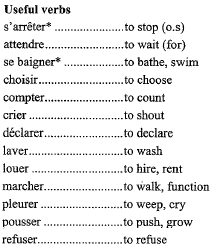 Useful verbs
s'arrêter* ......................to stop (o.s)
attendre.........................to wait (for)
se baigner* ....................to bathe, swim
choisir...........................to choose
compter.........................to count
crier ..............................to shout
déclarer.........................to declare
laver..............................to wash
louer .............................to hire, rent
marcher.........................to walk, function
pleurer ..........................to weep, cry
pousser .........................to push, grow
refuser...........................to refuse